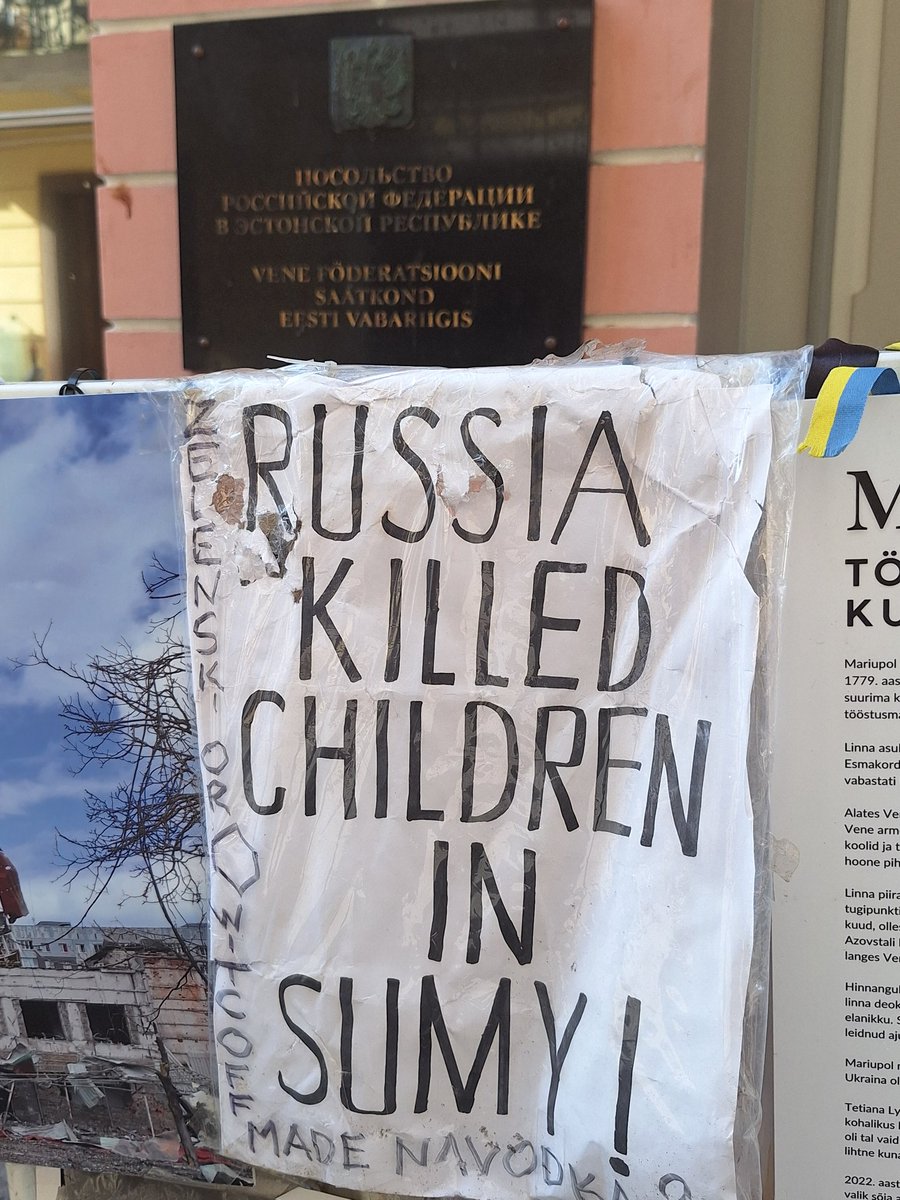 ПОСОЛЬСТВО
РОССИЙСКОЙ ФЕДЕРАЦИИ
В ЭСТОНСКОЙ РЕСПУБЛИКЕ
VENE FÖDERATSIOONI
SAATKOND
EESTI VABARIIGIS
RUSSIA
KILLED
CHILDREN
IN
SUMY!
ZELENSKI OR WITCOFF
MADE NAVODKA?
M
TÖ
KU
Mariupol
1779. aas
suurima k
tööstusma
Linna asul
Esmakord
vabastati
Alates Ve
Vene arm
koolid ja t
hoone pih
Linna piira
tugipunkti
kuud, olles
Azovstali
langes Ve
Hinnangul
linna deok
elanikku. S
leidnud aju
Mariupol
Ukraina ol
Tetiana Ly
kohalikus
oli tal vaid
lihtne kuna
2022. aast
valik sõja a